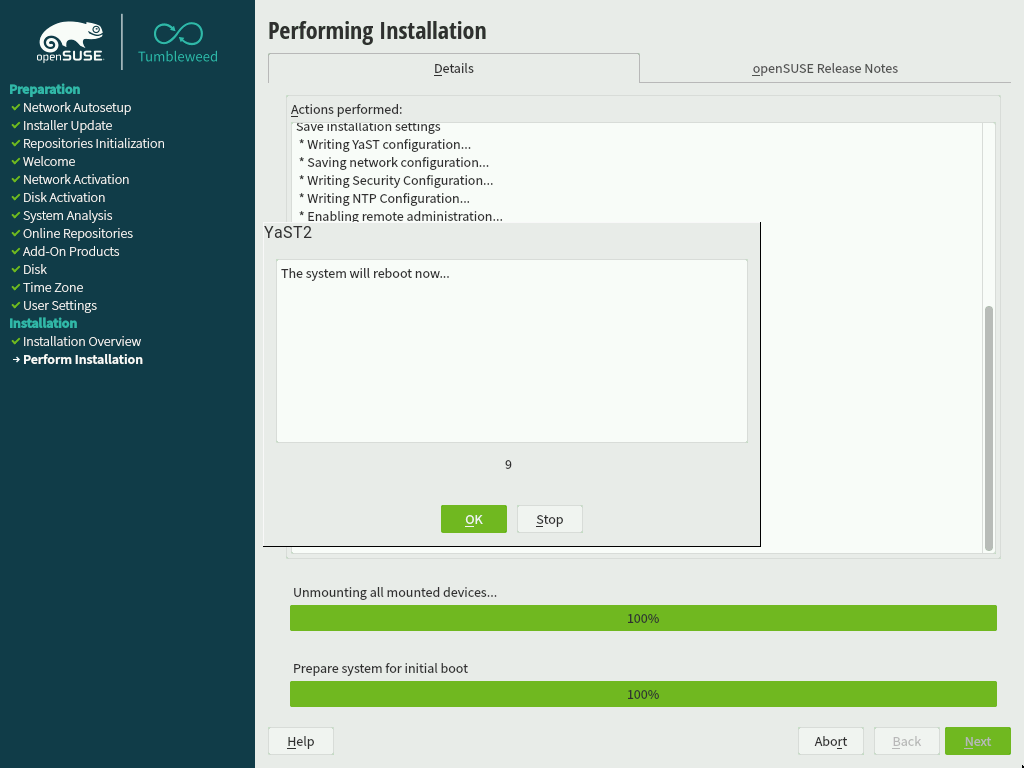 openSUSE
Tumbleweed
Preparation
Network Autosetup
Installer Update
Repositories Initialization
Welcome
Network Activation
Disk Activation
System Analysis
Online Repositories
Add-On Products
Disk
Time Zone
User Settings
Installation
Installation Overview
Perform Installation
Performing Installation
Details
openSUSE Release Notes
Actions performed:
Save installation settings
* Writing YaST configuration...
* Saving network configuration...
* Writing Security Configuration...
* Writing NTP Configuration...
* Enabling remote administration...
YaST2
The system will reboot now...
9
OK
Stop
Unmounting all mounted devices...
100%
Prepare system for initial boot
100%
Help
Abort
Back
Next